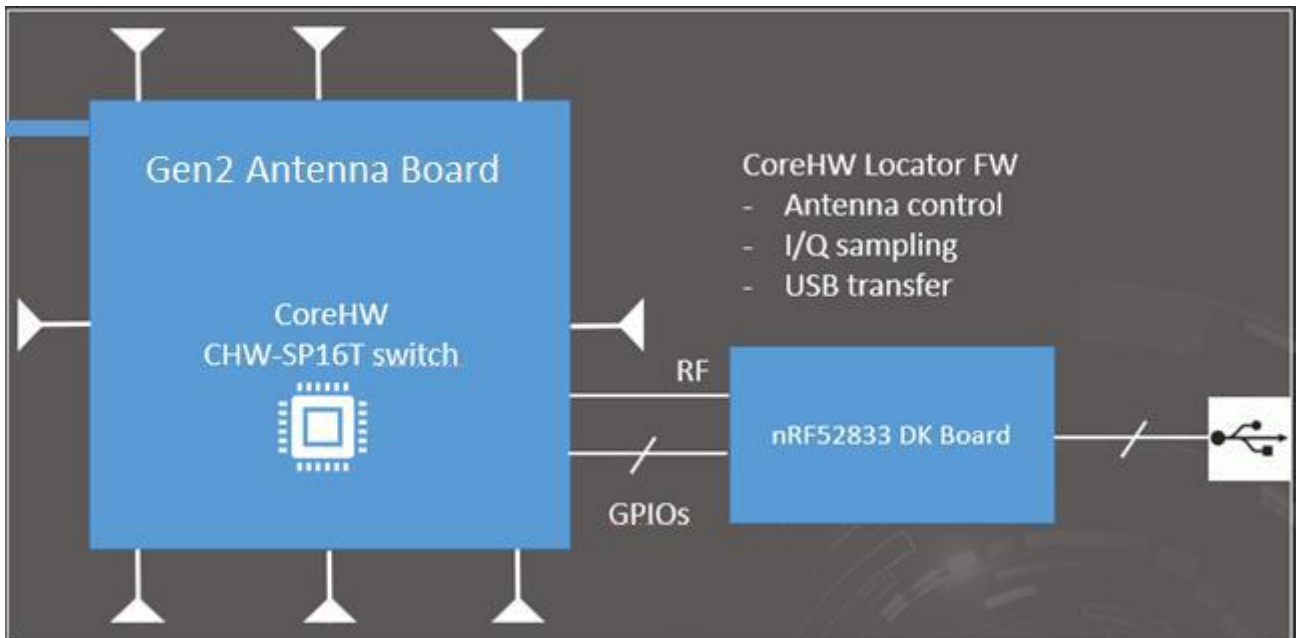 Gen2 Antenna Board
CoreHW
CHW-SP16T switch
CoreHW Locator FW
- Antenna control
- I/Q sampling
- USB transfer
RF
GPIOs
nRF52833 DK Board